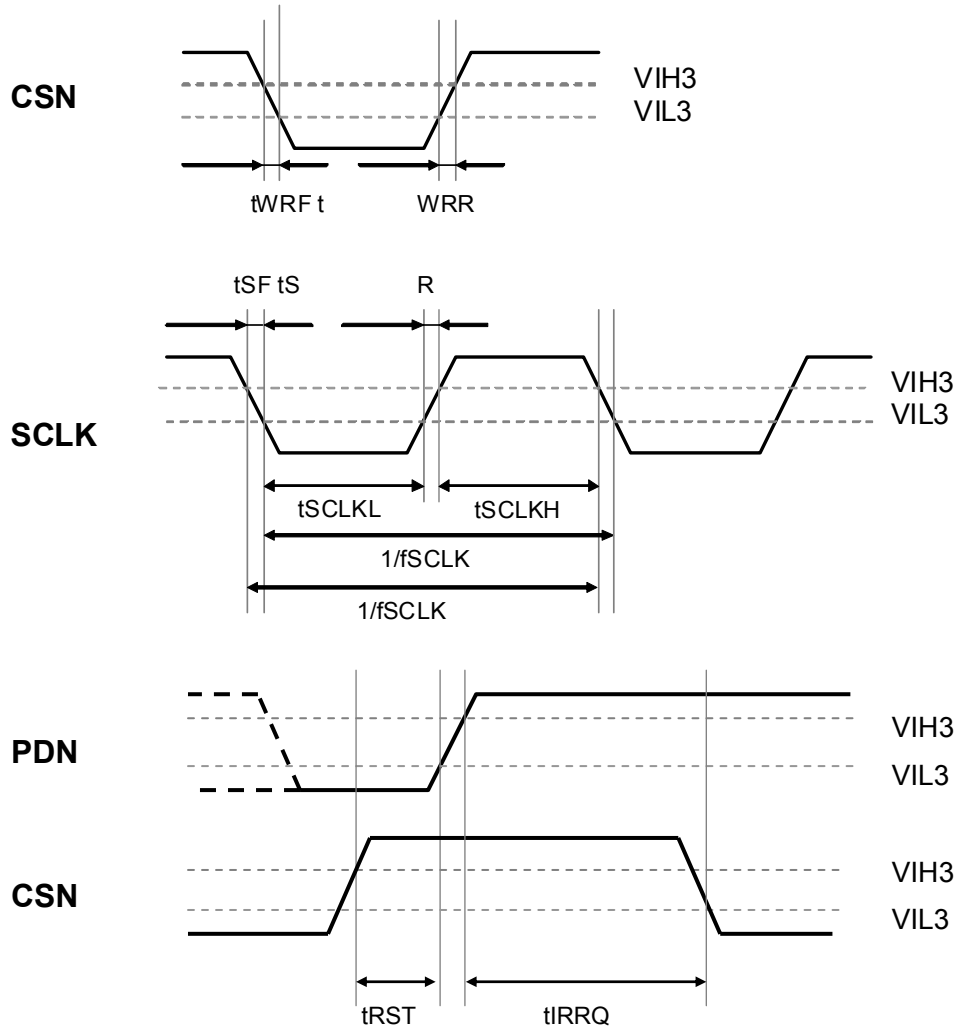 CSN
VIH3
VIL3
tWRF t
WRR
tSF tS
R
SCLK
VIH3
VIL3
tSCLKL
tSCLKH
1/fSCLK
1/fSCLK
PDN
VIH3
VIL3
CSN
VIH3
VIL3
tRST
tIRRQ